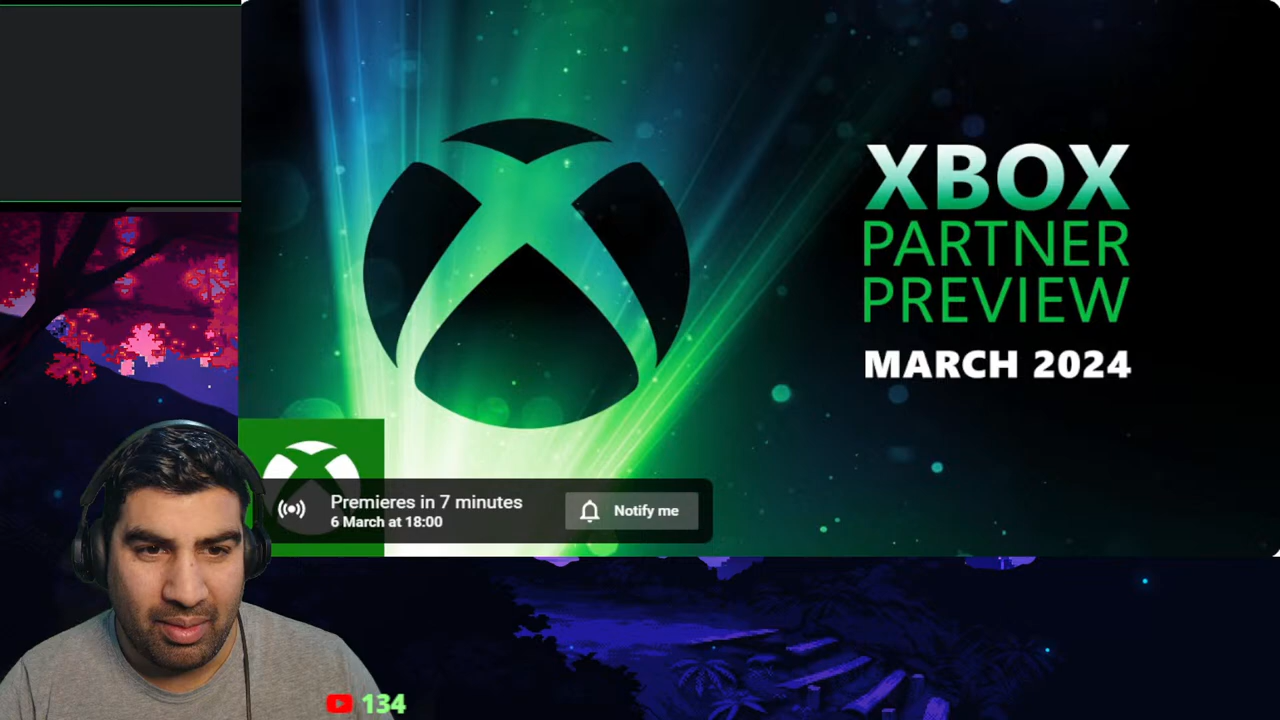 XBOX
PARTNER
PREVIEW
MARCH 2024
Premieres in 7 minutes
6 March at 18:00
Notify me
134